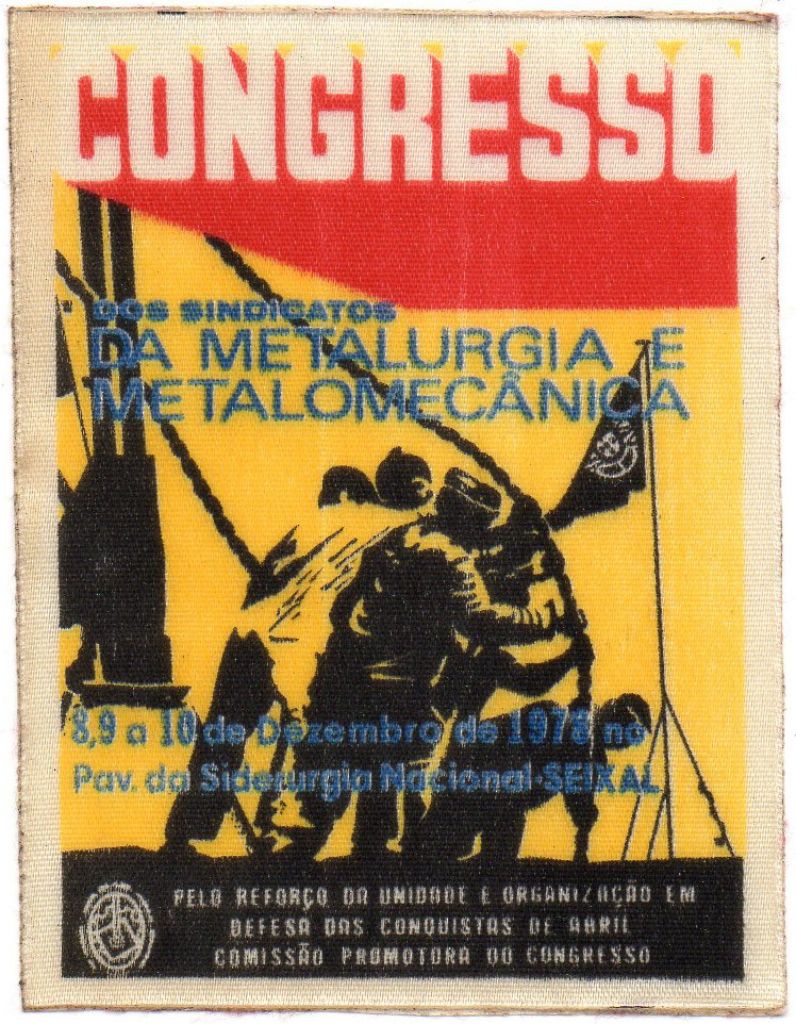 CONGRESSO
DOS SINDICATOS
DA METALURGIA E
METALOMECÂNICA
8,9 a 10 de Dezembro de 1978 no
Pav. da Siderurgia Nacional-SEIXAL
PELO REFORÇO DA UNIDADE E ORGANIZAÇÃO EM
DEFESA DAS CONQUISTAS DE ABRIL
COMISSÃO PROMOTORA DO CONGRESSO